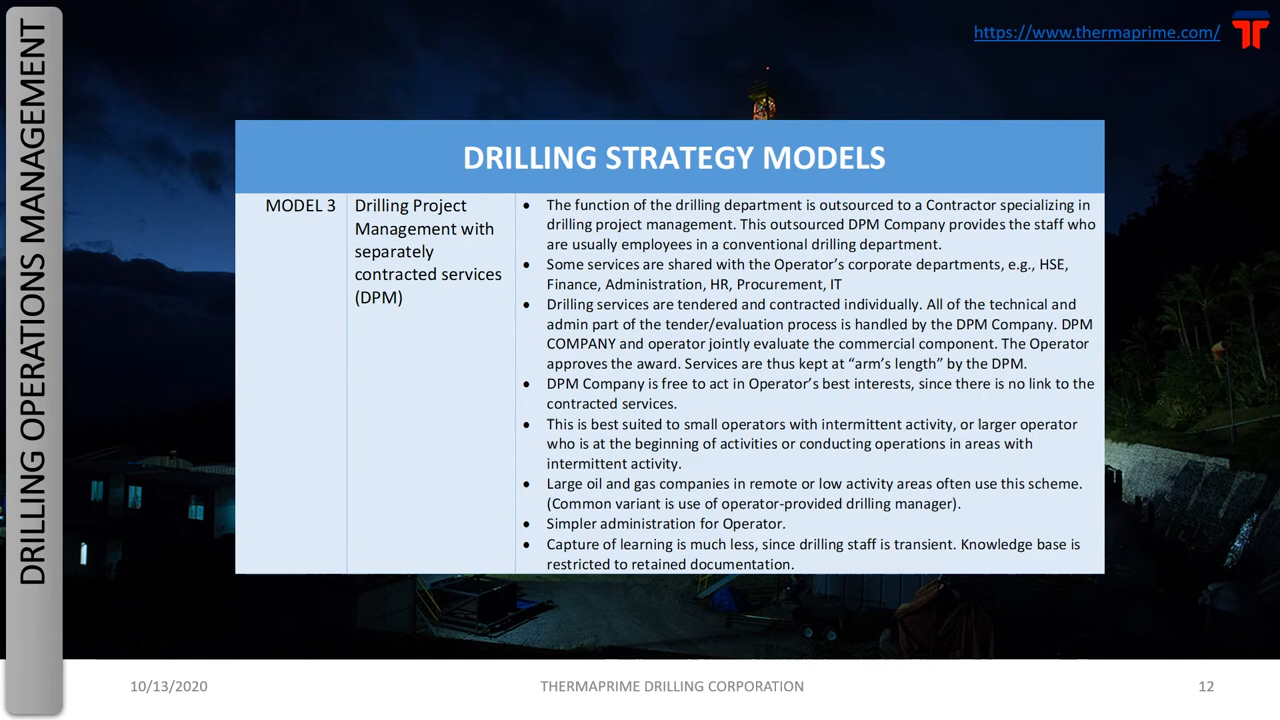 DRILLING OPERATIONS MANAGEMENT
https://www.thermaprime.com/
DRILLING STRATEGY MODELS
MODEL 3
Drilling Project
Management with
separately
contracted services
(DPM)
• The function of the drilling department is outsourced to a Contractor specializing in
drilling project management. This outsourced DPM Company provides the staff who
are usually employees in a conventional drilling department.
• Some services are shared with the Operator’s corporate departments, e.g., HSE,
Finance, Administration, HR, Procurement, IT
• Drilling services are tendered and contracted individually. All of the technical and
admin part of the tender/evaluation process is handled by the DPM Company. DPM
COMPANY and operator jointly evaluate the commercial component. The Operator
approves the award. Services are thus kept at “arm’s length” by the DPM.
• DPM Company is free to act in Operator’s best interests, since there is no link to the
contracted services.
• This is best suited to small operators with intermittent activity, or larger operator
who is at the beginning of activities or conducting operations in areas with
intermittent activity.
• Large oil and gas companies in remote or low activity areas often use this scheme.
(Common variant is use of operator-provided drilling manager).
• Simpler administration for Operator.
• Capture of learning is much less, since drilling staff is transient. Knowledge base is
restricted to retained documentation.
10/13/2020
THERMAPRIME DRILLING CORPORATION
12